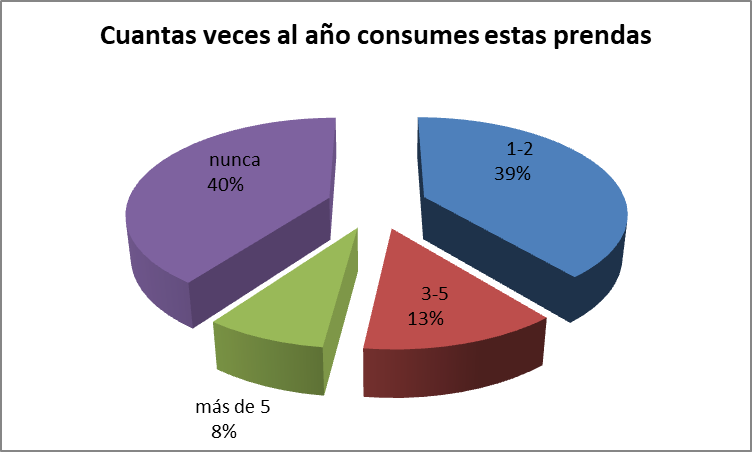 Cuantas veces al año consumes estas prendas
nunca
40%
1-2
39%
3-5
13%
más de 5
8%